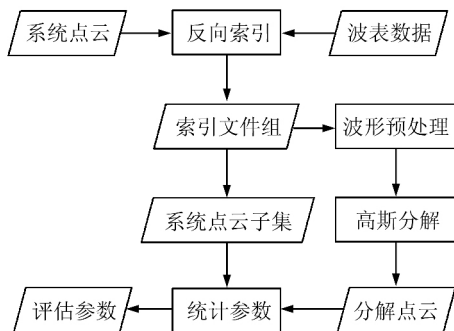 系统点云
反向索引
波表数据
索引文件组
波形预处理
系统点云子集
高斯分解
评估参数
统计参数
分解点云